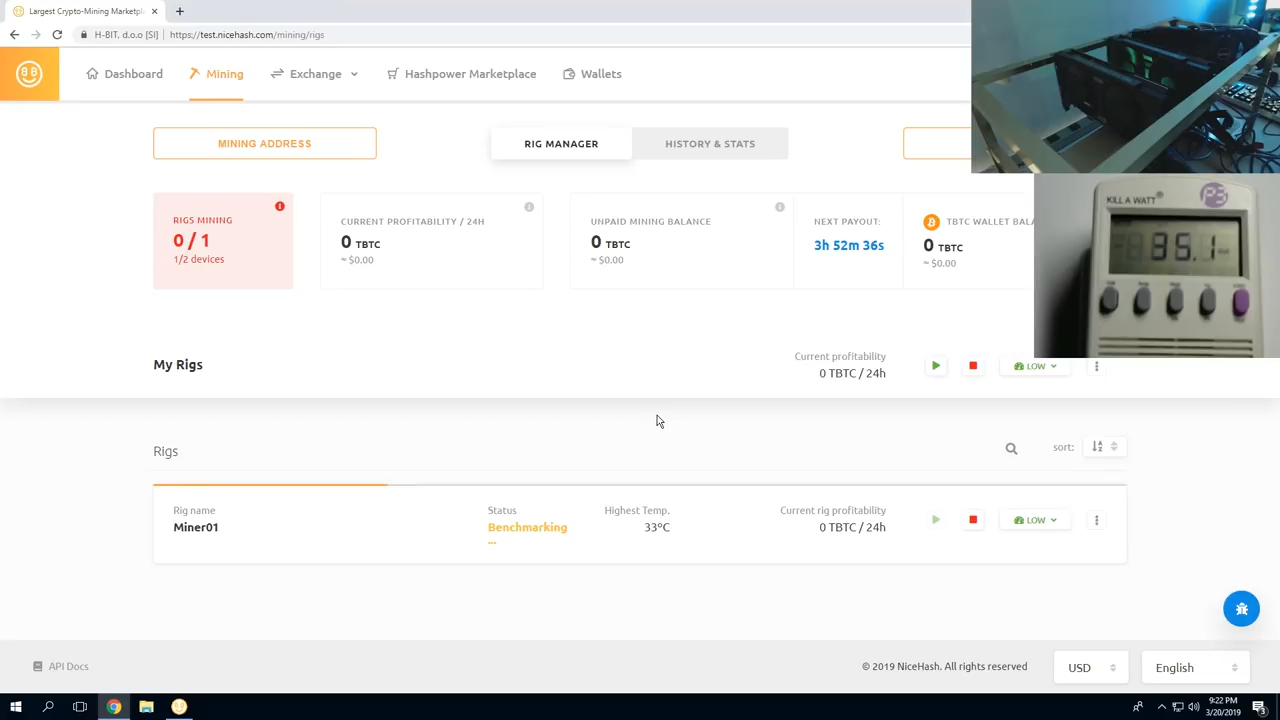 Largest Crypto-Mining Marketpl
H-BIT, d.o.o [SI]
https://test.nicehash.com/mining/rigs
Dashboard
Mining
Exchange
Hashpower Marketplace
Wallets
MINING ADDRESS
RIG MANAGER
HISTORY & STATS
RIGS MINING
0 / 1
1/2 devices
CURRENT PROFITABILITY / 24H
0 TBTC
≈ $0.00
UNPAID MINING BALANCE
0 TBTC
≈ $0.00
NEXT PAYOUT:
3h 52m 36s
TBTC WALLET BALA
0 TBTC
≈ $0.00
KILL A WATT®
P3
35.1
My Rigs
Current profitability
0 TBTC / 24h
LOW
Rigs
sort:
Rig name
Miner01
Status
Benchmarking
...
Highest Temp.
33°C
Current rig profitability
0 TBTC / 24h
LOW
API Docs
© 2019 NiceHash. All rights reserved
USD
English
9:22 PM
3/20/2019
3